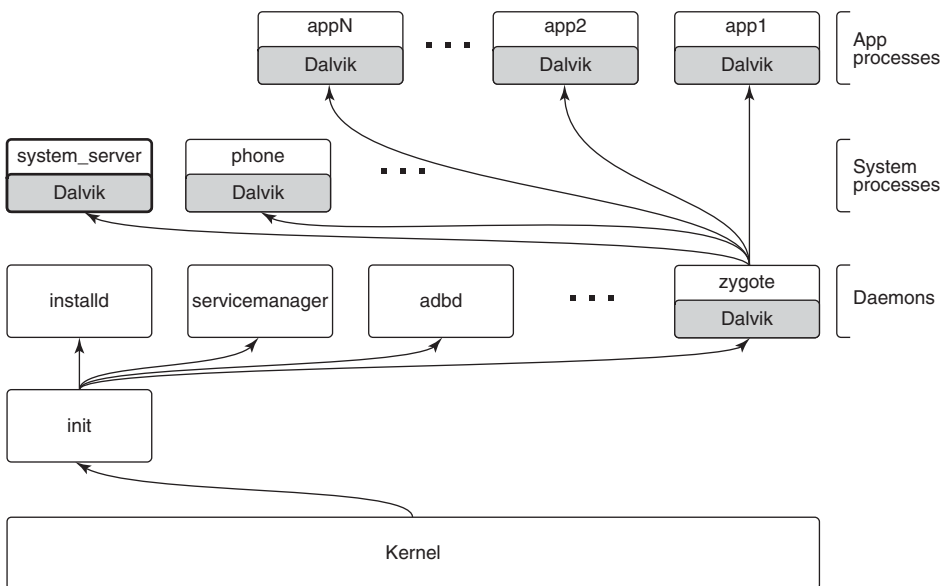 appN
app2
app1
Dalvik
Dalvik
Dalvik
App
processes
system_server
phone
Dalvik
Dalvik
System
processes
installd
servicemanager
adbd
zygote
Dalvik
Daemons
init
Kernel